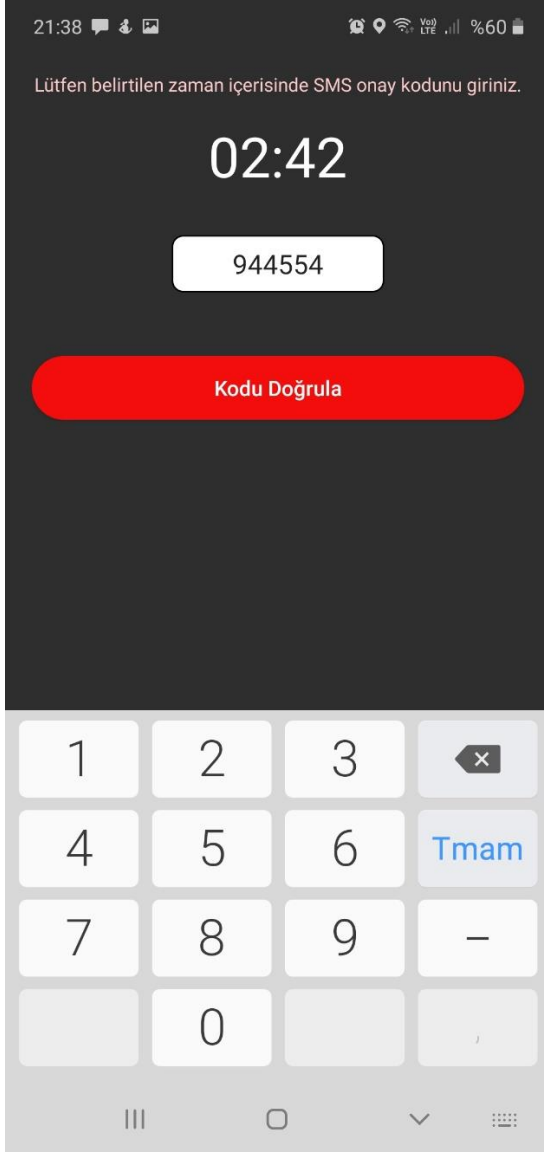 21:38 %60
Lütfen belirtilen zaman içerisinde SMS onay kodunu giriniz.
02:42
944554
Kodu Doğrula
1 2 3
4 5 6 Tmam
7 8 9 –
0 ,